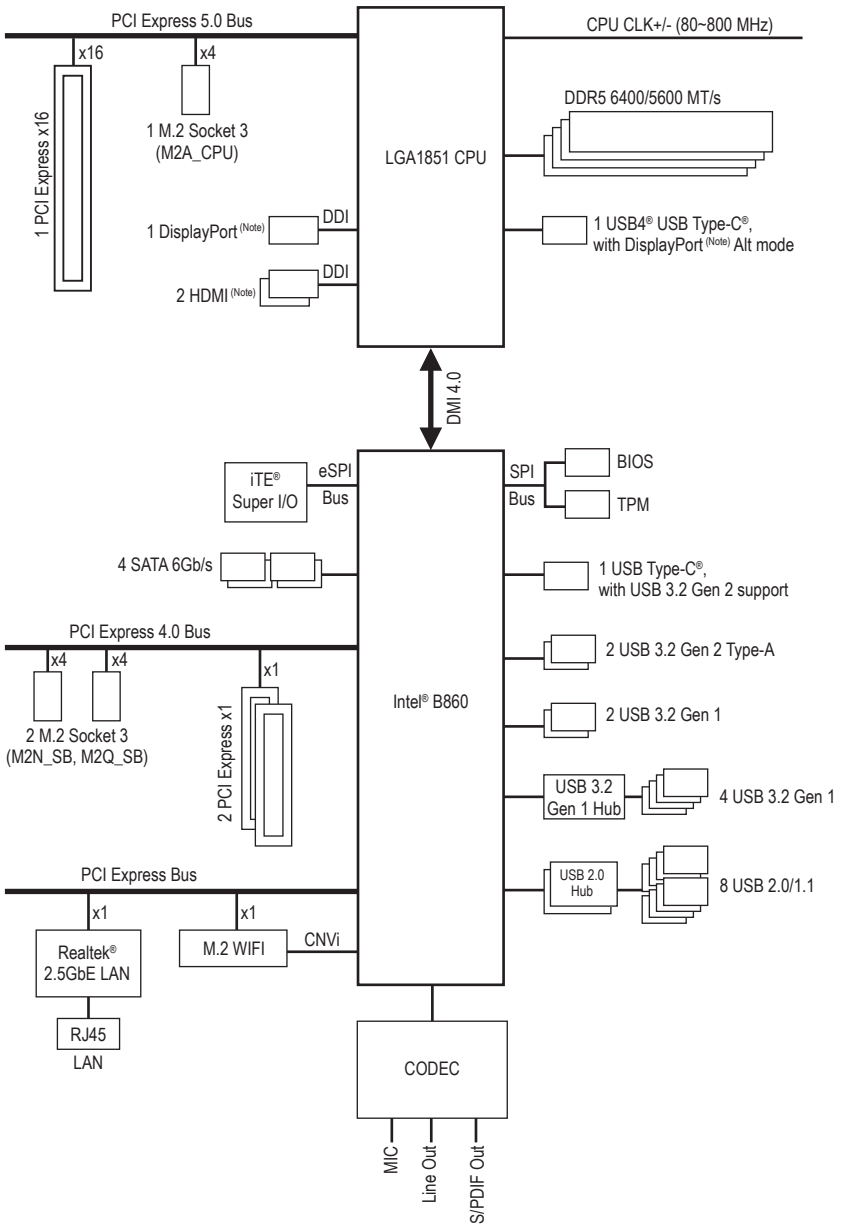 PCI Express 5.0 Bus
CPU CLK+/- (80~800 MHz)
x16
x4
1 PCI Express x16
1 M.2 Socket 3
(M2A_CPU)
LGA1851 CPU
DDR5 6400/5600 MT/s
1 DisplayPort (Note)
DDI
1 USB4® USB Type-C®,
with DisplayPort (Note) Alt mode
2 HDMI (Note)
DDI
DMI 4.0
iTE®
Super I/O
eSPI
Bus
SPI
Bus
BIOS
TPM
4 SATA 6Gb/s
1 USB Type-C®,
with USB 3.2 Gen 2 support
PCI Express 4.0 Bus
x4
x4
x1
2 M.2 Socket 3
(M2N_SB, M2Q_SB)
2 PCI Express x1
Intel® B860
2 USB 3.2 Gen 2 Type-A
2 USB 3.2 Gen 1
USB 3.2
Gen 1 Hub
4 USB 3.2 Gen 1
USB 2.0
Hub
8 USB 2.0/1.1
PCI Express Bus
x1
x1
Realtek®
2.5GbE LAN
M.2 WIFI
CNVi
RJ45
LAN
CODEC
MIC
Line Out
S/PDIF Out